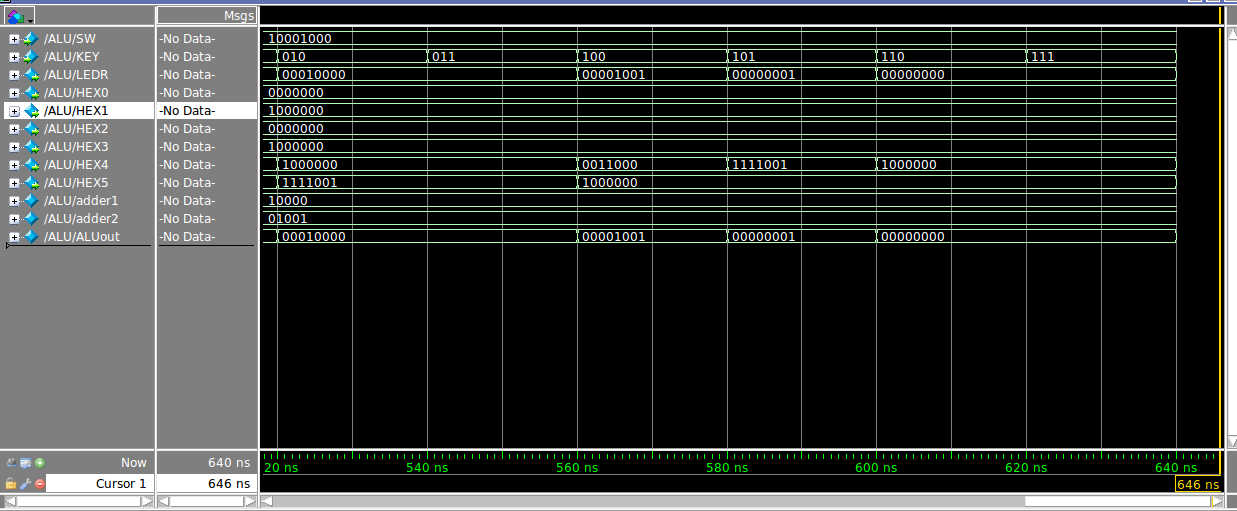 Msgs
/ALU/SW -No Data- 10001000
/ALU/KEY -No Data- 010 011 100 101 110 111
/ALU/LEDR -No Data- 00010000 00001001 00000001 00000000
/ALU/HEX0 -No Data- 0000000
/ALU/HEX1 -No Data- 1000000
/ALU/HEX2 -No Data- 0000000
/ALU/HEX3 -No Data- 1000000
/ALU/HEX4 -No Data- 1000000 0011000 1111001 1000000
/ALU/HEX5 -No Data- 1111001 1000000
/ALU/adder1 -No Data- 10000
/ALU/adder2 -No Data- 01001
/ALU/ALUout -No Data- 00010000 00001001 00000001 00000000
Now 640 ns 20 ns 540 ns 560 ns 580 ns 600 ns 620 ns 640 ns
Cursor 1 646 ns 646 ns